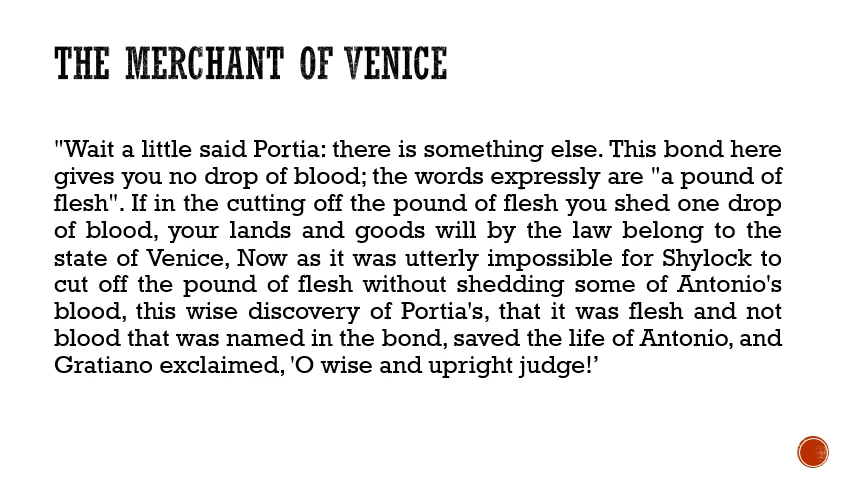 THE MERCHANT OF VENICE
"Wait a little said Portia: there is something else. This bond here
gives you no drop of blood; the words expressly are "a pound of
flesh". If in the cutting off the pound of flesh you shed one drop
of blood, your lands and goods will by the law belong to the
state of Venice, Now as it was utterly impossible for Shylock to
cut off the pound of flesh without shedding some of Antonio's
blood, this wise discovery of Portia's, that it was flesh and not
blood that was named in the bond, saved the life of Antonio, and
Gratiano exclaimed, 'O wise and upright judge!’